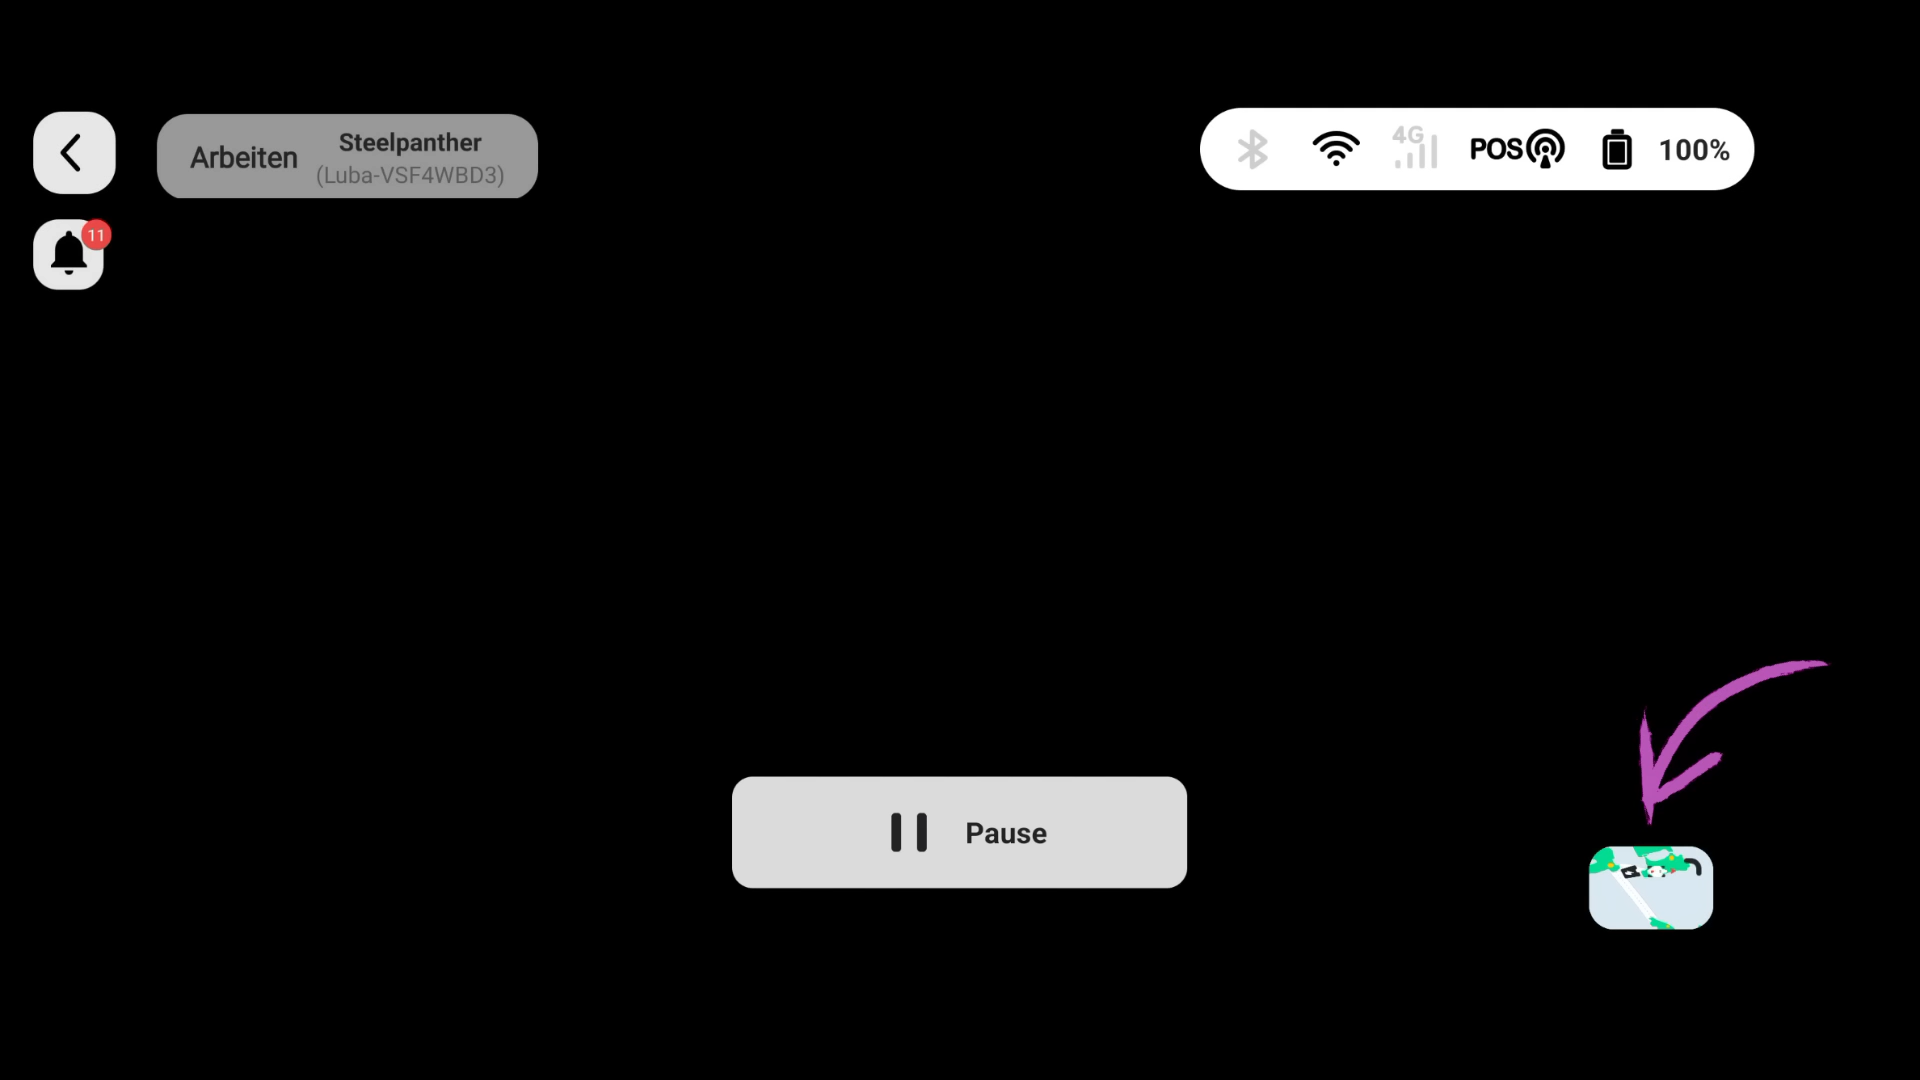 Arbeiten
Steelpanther
(Luba-VSF4WBD3)
4G
POS
100%
11
Pause